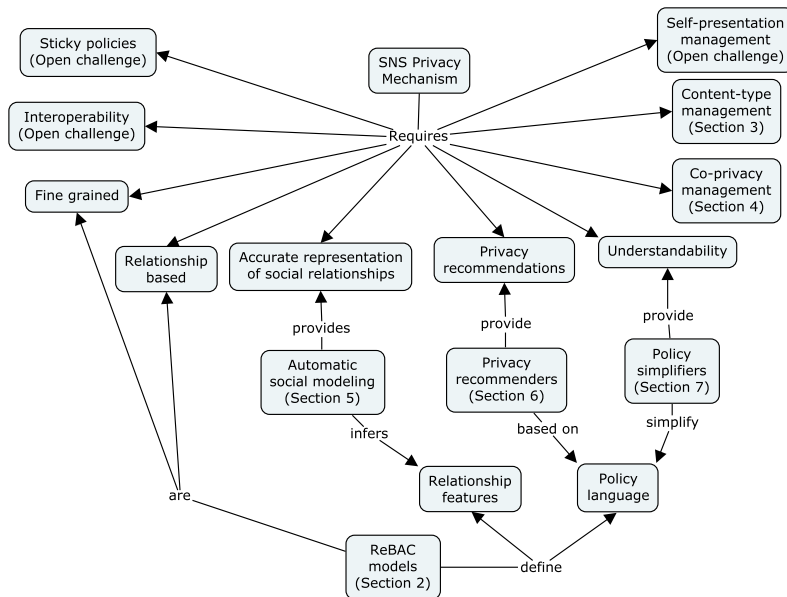 Self-presentation
management
(Open challenge)
Sticky policies
(Open challenge)
SNS Privacy
Mechanism
Content-type
management
(Section 3)
Interoperability
(Open challenge)
Requires
Co-privacy
management
(Section 4)
Fine grained
Relationship
based
Accurate representation
of social relationships
Privacy
recommendations
Understandability
provides
provide
provide
Automatic
social modeling
(Section 5)
Privacy
recommenders
(Section 6)
Policy
simplifiers
(Section 7)
infers
based on
simplify
Relationship
features
Policy
language
are
ReBAC
models
(Section 2)
define